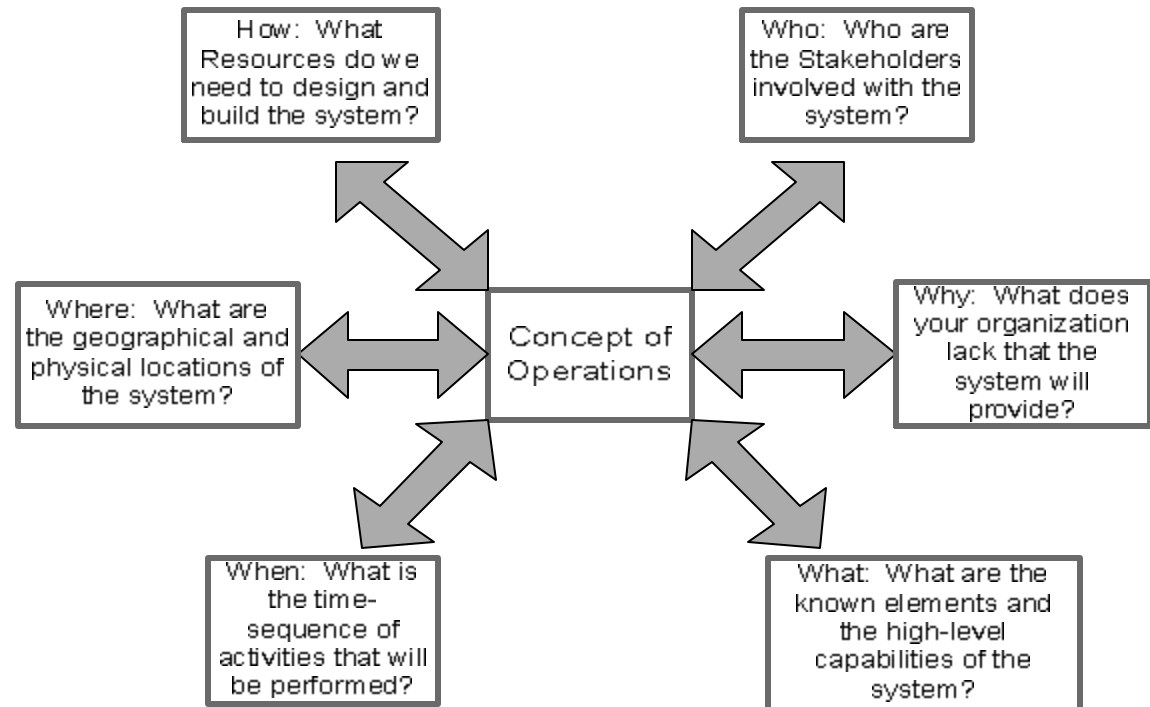 How: What
Resources do we
need to design and
build the system?
Who: Who are
the Stakeholders
involved with the
system?
Where: What are
the geographical and
physical locations of
the system?
Concept of
Operations
Why: What does
your organization
lack that the
system will
provide?
When: What is
the time-
sequence of
activities that will
be performed?
What: What are the
known elements and
the high-level
capabilities of the
system?